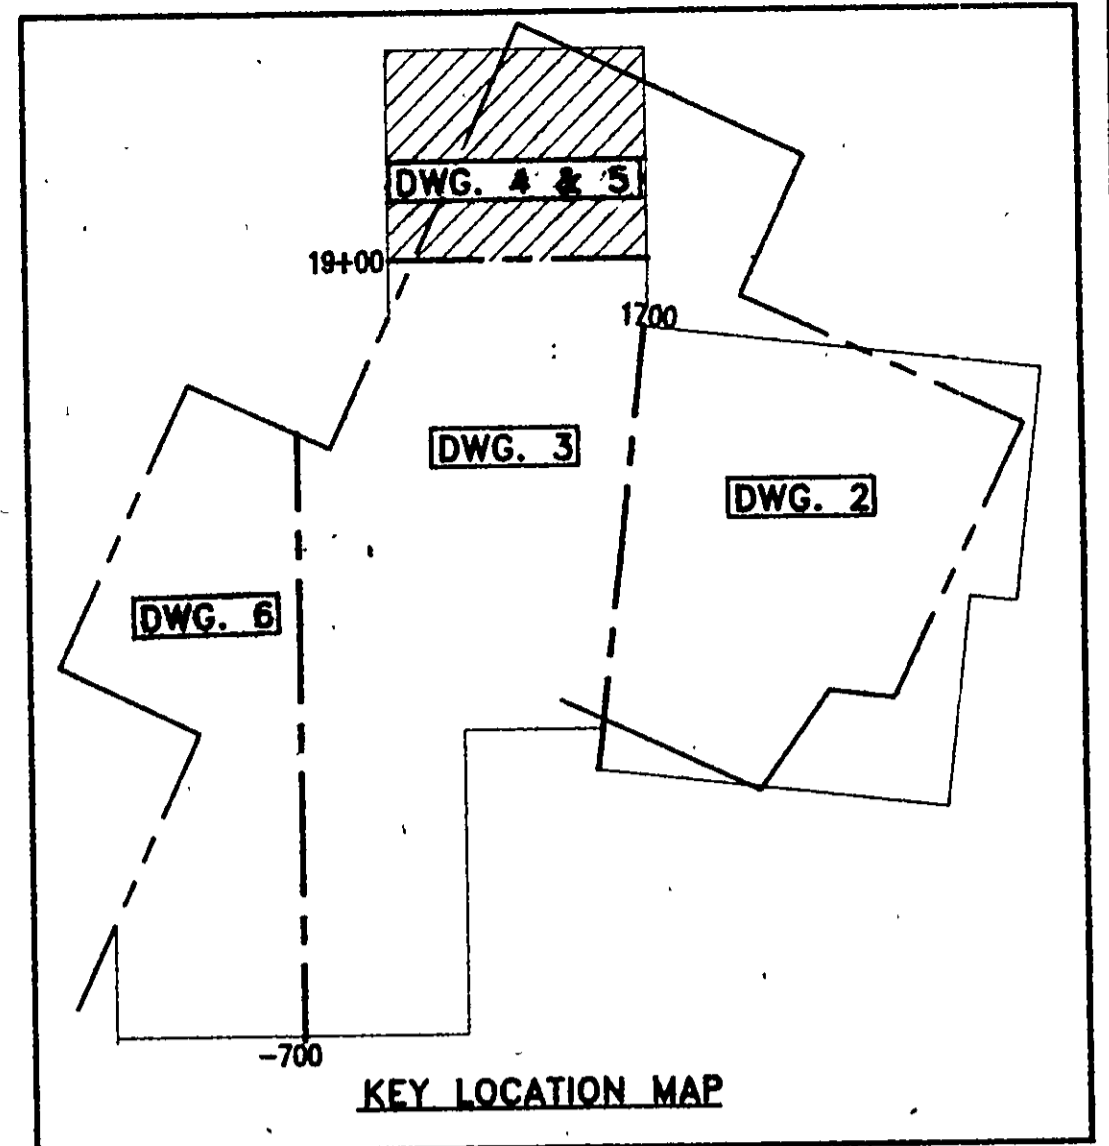 DWG. 4 & 5
19+00
1700
DWG. 3
DWG. 2
DWG. 6
-700
KEY LOCATION MAP